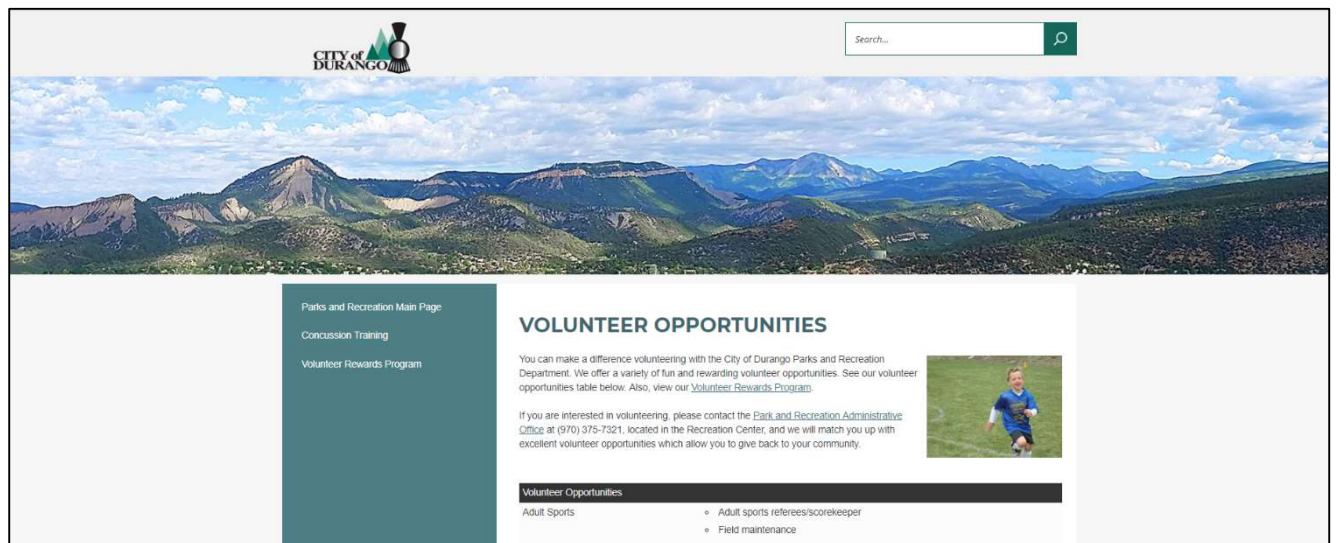 CITY of
DURANGO
Search...
Parks and Recreation Main Page
Concussion Training
Volunteer Rewards Program
VOLUNTEER OPPORTUNITIES
You can make a difference volunteering with the City of Durango Parks and Recreation
Department. We offer a variety of fun and rewarding volunteer opportunities. See our volunteer
opportunities table below. Also, view our Volunteer Rewards Program.
If you are interested in volunteering, please contact the Park and Recreation Administrative
Office at (970) 375-7321, located in the Recreation Center, and we will match you up with
excellent volunteer opportunities which allow you to give back to your community.
Volunteer Opportunities
Adult Sports
Adult sports referees/scorekeeper
Field maintenance